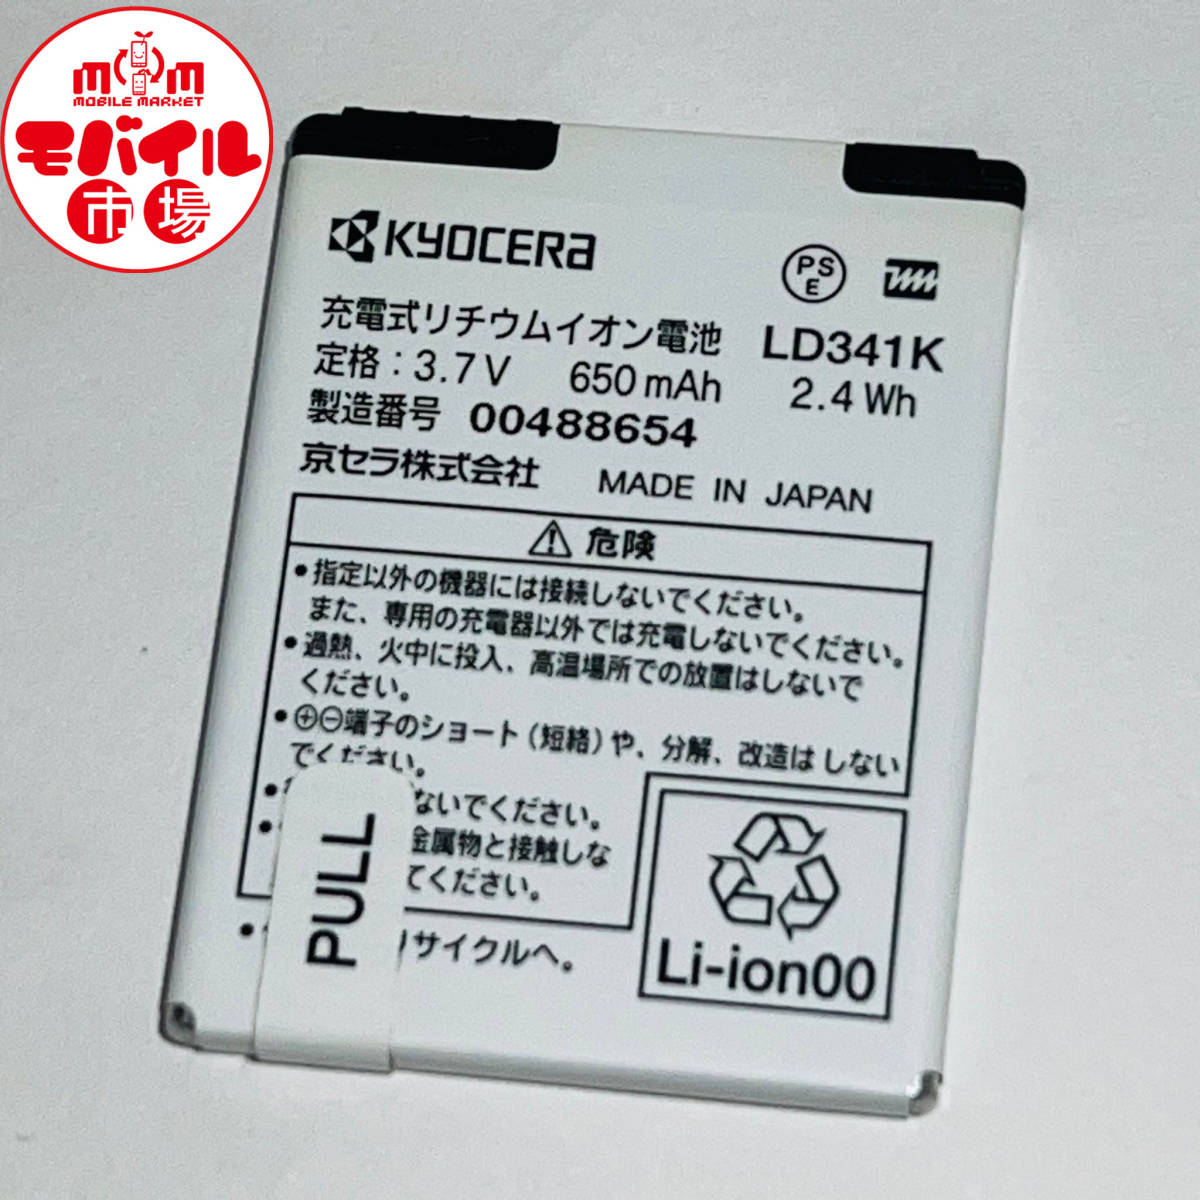 MOBILE MARKET
モバイル
市場
KYOCERA
PSE
充電式リチウムイオン電池 LD341K
定格：3.7V 650mAh 2.4Wh
製造番号 00488654
京セラ株式会社 MADE IN JAPAN
⚠危険
●指定以外の機器には接続しないでください。
また、専用の充電器以外では充電しないでください。
●過熱、火中に投入、高温場所での放置はしないで
ください。
●⊕⊖端子のショート(短絡)や、分解、改造は しない
でください。
ないでください。
金属物と接触しな
てください。
リサイクルへ。
PULL
Li-ion00